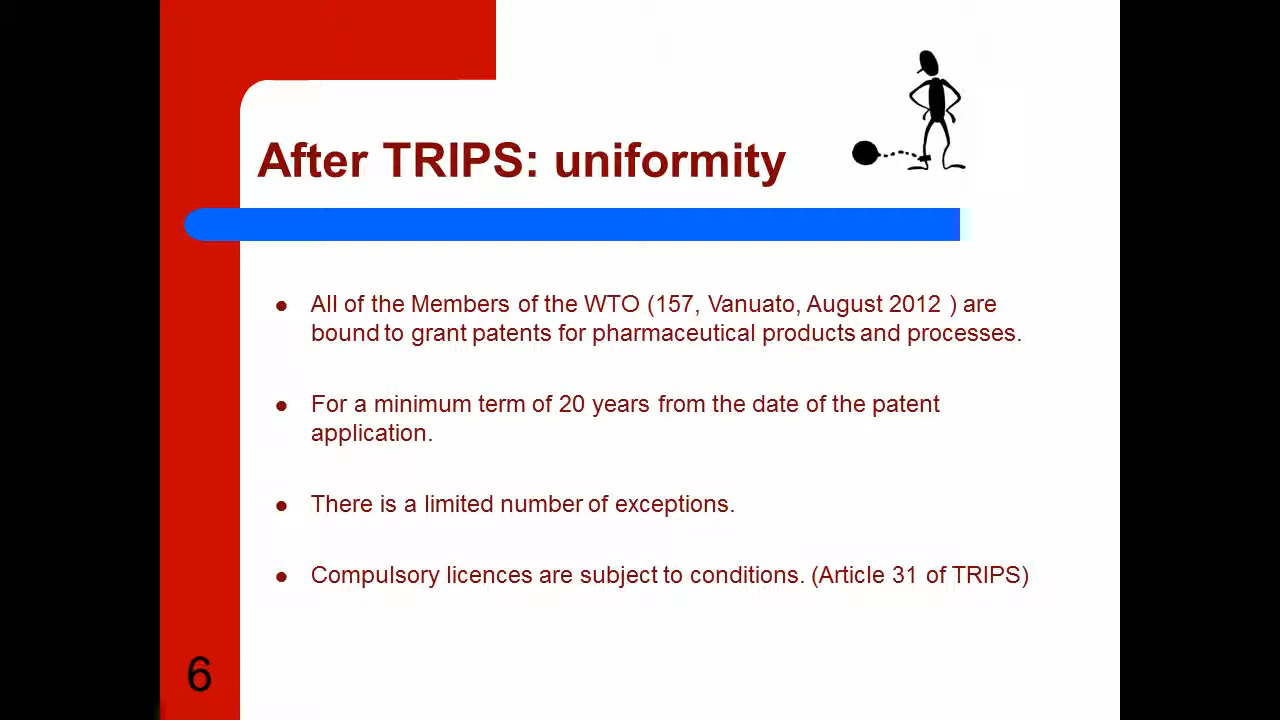 After TRIPS: uniformity
● All of the Members of the WTO (157, Vanuato, August 2012 ) are
bound to grant patents for pharmaceutical products and processes.
● For a minimum term of 20 years from the date of the patent
application.
● There is a limited number of exceptions.
● Compulsory licences are subject to conditions. (Article 31 of TRIPS)
6